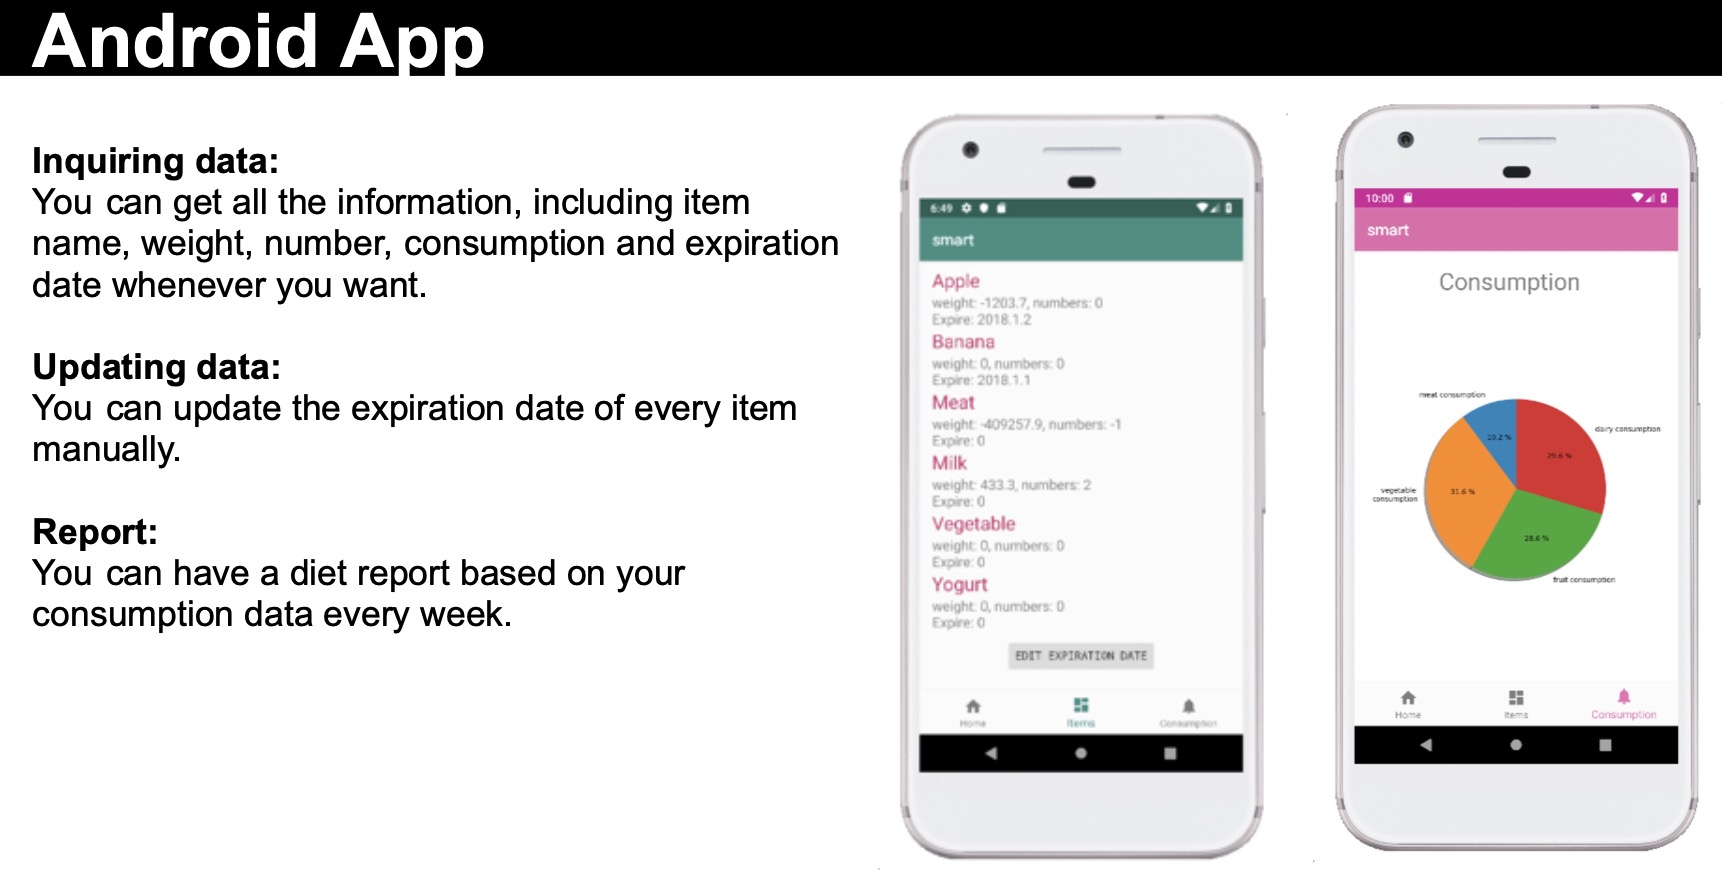 Android App
Inquiring data:
You can get all the information, including item
name, weight, number, consumption and expiration
date whenever you want.
Updating data:
You can update the expiration date of every item
manually.
Report:
You can have a diet report based on your
consumption data every week.
6:49
smart
Apple
weight: -1203.7, numbers: 0
Expire: 2018.1.2
Banana
weight: 0, numbers: 0
Expire: 2018.1.1
Meat
weight: -409257.9, numbers: -1
Expire: 0
Milk
weight: 433.3, numbers: 2
Expire: 0
Vegetable
weight: 0, numbers: 0
Expire: 0
Yogurt
weight: 0, numbers: 0
Expire: 0
EDIT EXPIRATION DATE
Home
Items
Consumption
10:00
smart
Consumption
meat consumption
dairy consumption
10.2 %
29.6 %
vegetable
consumption
31.6 %
28.6 %
fruit consumption
Home
Items
Consumption